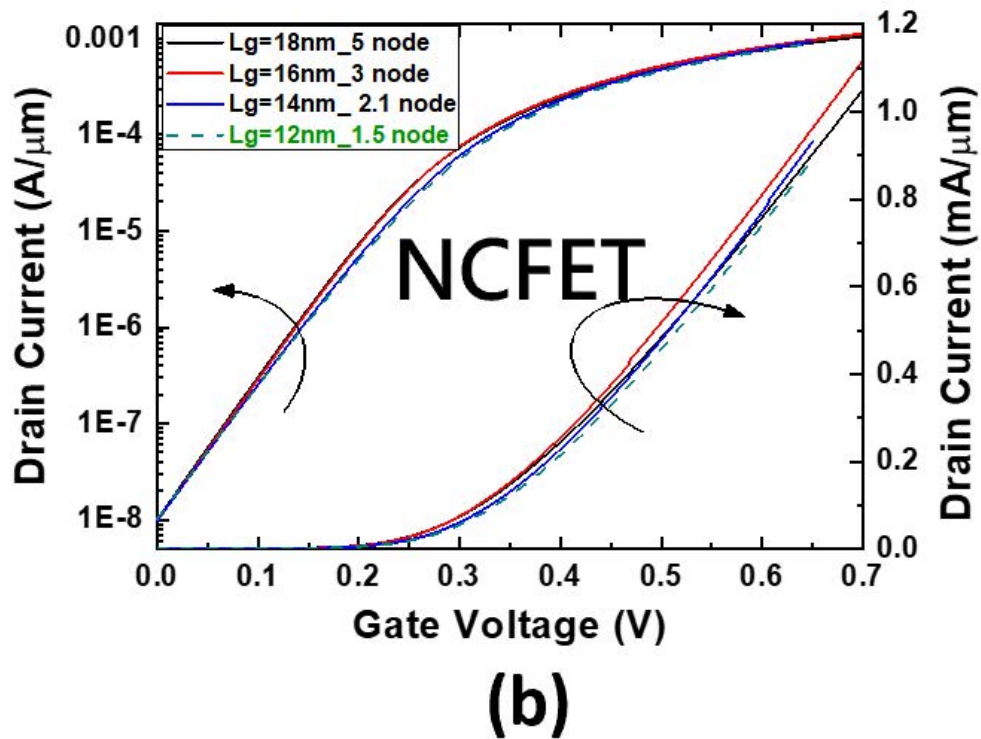 0.001
1E-4
1E-5
1E-6
1E-7
1E-8
Drain Current (A/μm)
Lg=18nm_5 node
Lg=16nm_3 node
Lg=14nm_ 2.1 node
Lg=12nm_1.5 node
NCFET
1.2
1.0
0.8
0.6
0.4
0.2
0.0
Drain Current (mA/μm)
0.0 0.1 0.2 0.3 0.4 0.5 0.6 0.7
Gate Voltage (V)
(b)